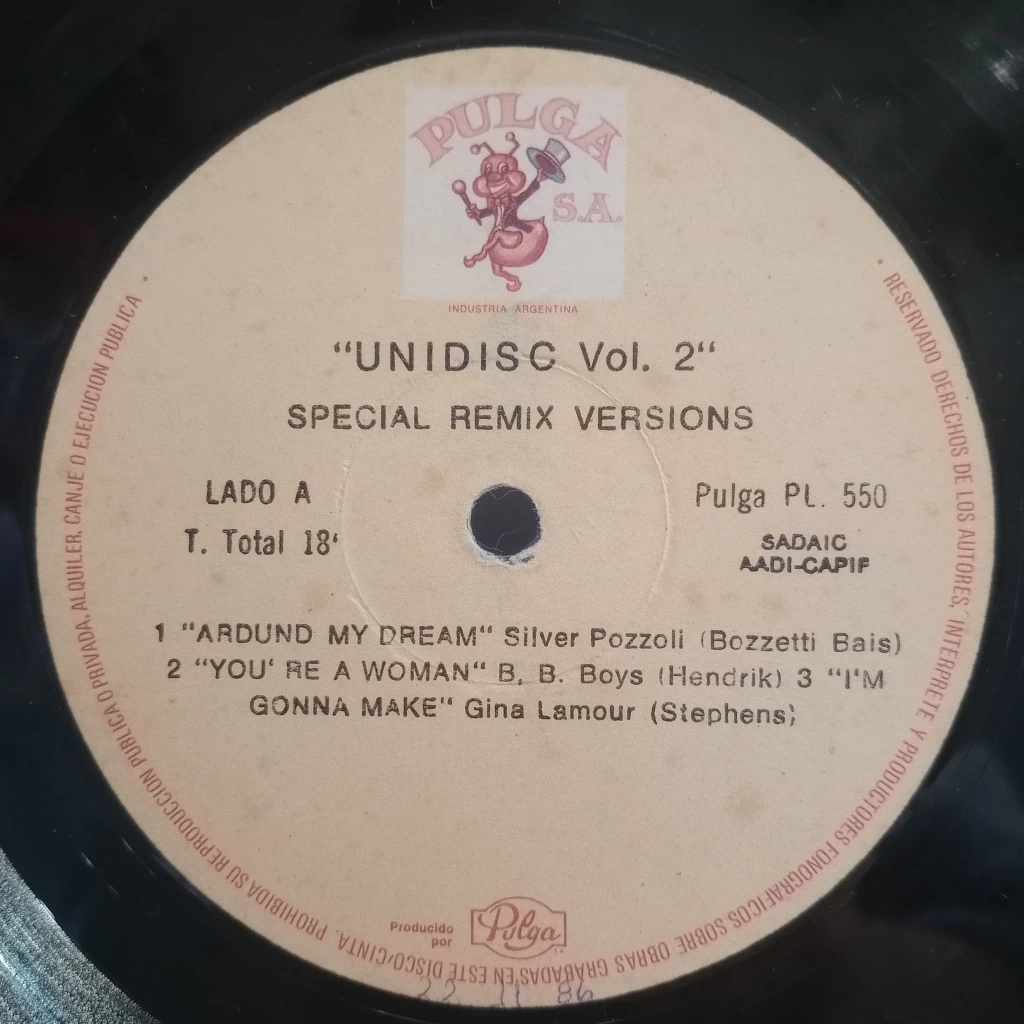 PULGA
S.A.
INDUSTRIA ARGENTINA
"UNIDISC Vol. 2"
SPECIAL REMIX VERSIONS
LADO A
T. Total 18'
Pulga PL. 550
SADAIC
AADI-CAPIF
1 "ARDUND MY DREAM" Silver Pozzoli (Bozzetti Bais)
2 "YOU' RE A WOMAN" B. B. Boys (Hendrik) 3 "I'M
GONNA MAKE" Gina Lamour (Stephens)
Producido
por
Pulga
RESERVADO DERECHOS DE LOS AUTORES, INTERPRETE Y PRODUCTORES FONOGRAFICOS SOBRE OBRAS GRABADAS EN ESTE DISCO/CINTA. PROHIBIDA SU REPRODUCCION PUBLICA O PRIVADA, ALQUILER, CANJE O EJECUCION PUBLICA
22 11 86